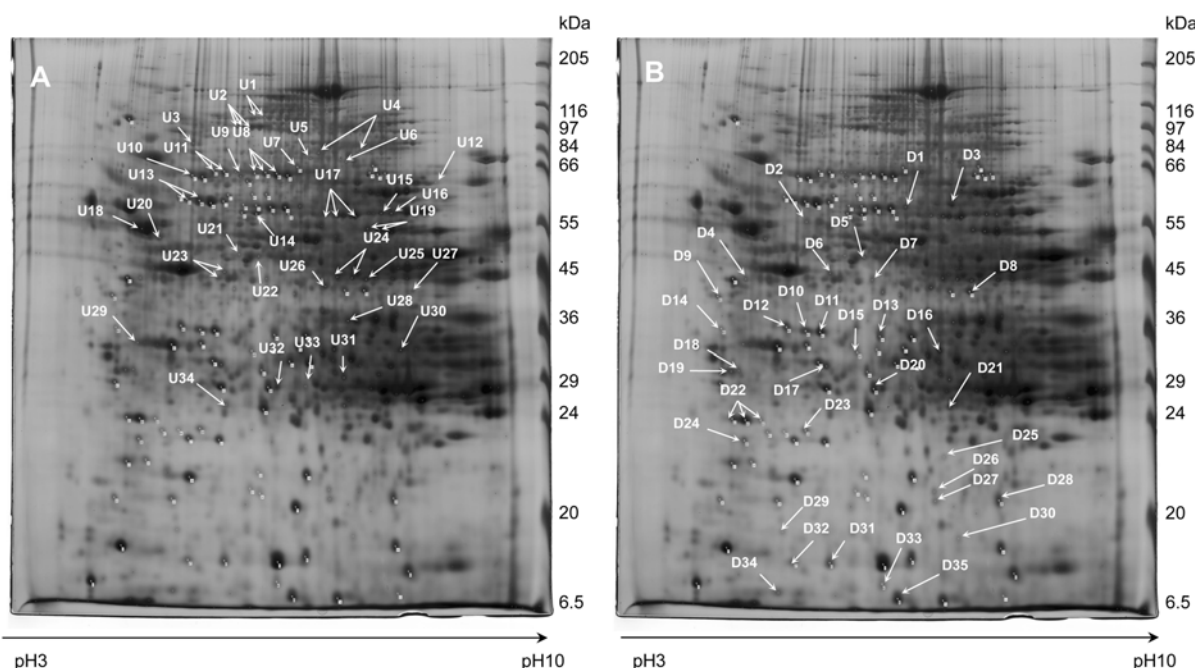 kDa
A
205
116
97
84
66
55
45
36
29
24
20
6.5
U1
U2
U3
U4
U5
U6
U7
U8
U9
U10
U11
U12
U13
U14
U15
U16
U17
U18
U19
U20
U21
U22
U23
U24
U25
U26
U27
U28
U29
U30
U31
U32
U33
U34
pH3
pH10
kDa
B
205
116
97
84
66
55
45
36
29
24
20
6.5
D1
D2
D3
D4
D5
D6
D7
D8
D9
D10
D11
D12
D13
D14
D15
D16
D17
D18
D19
D20
D21
D22
D23
D24
D25
D26
D27
D28
D29
D30
D31
D32
D33
D34
D35
pH3
pH10